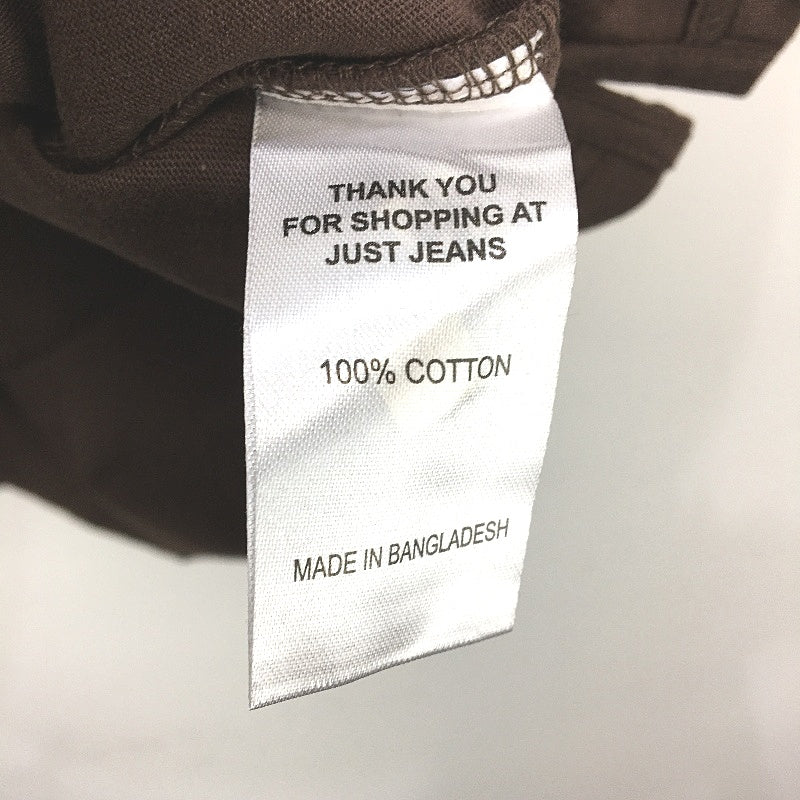 THANK YOU
FOR SHOPPING AT
JUST JEANS
100% COTTON
MADE IN BANGLADESH